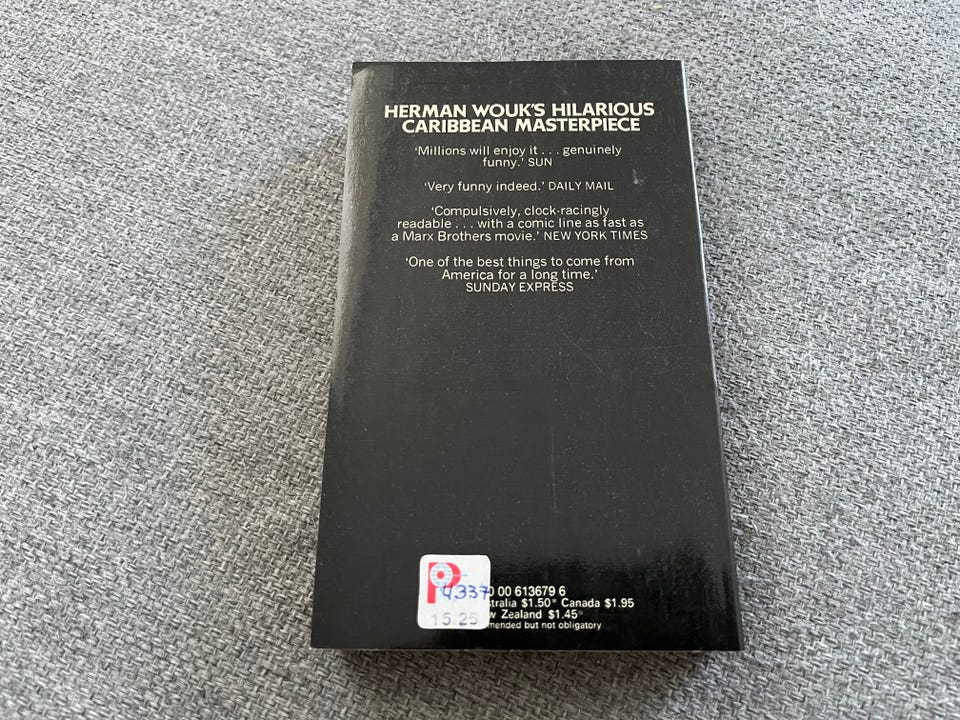 HERMAN WOUK'S HILARIOUS
CARIBBEAN MASTERPIECE
'Millions will enjoy it . . . genuinely
funny.' SUN
'Very funny indeed.' DAILY MAIL
'Compulsively, clock-racingly
readable . . . with a comic line as fast as
a Marx Brothers movie.' NEW YORK TIMES
'One of the best things to come from
America for a long time.'
SUNDAY EXPRESS
P
4337
0 00 613679 6
stralia $1.50* Canada $1.95
w Zealand $1.45*
15.25
mended but not obligatory